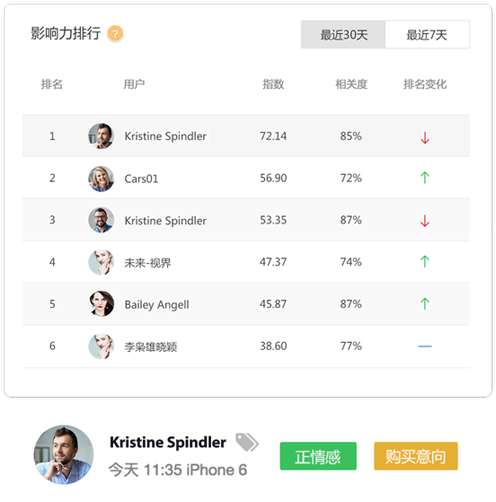 影响力排行 ?
最近30天 最近7天
排名 用户 指数 相关度 排名变化
1 Kristine Spindler 72.14 85%
2 Cars01 56.90 72%
3 Kristine Spindler 53.35 87%
4 未来-视界 47.37 74%
5 Bailey Angell 45.87 87%
6 李枭雄晓颖 38.60 77%
Kristine Spindler
今天 11:35 iPhone 6
正情感 购买意向